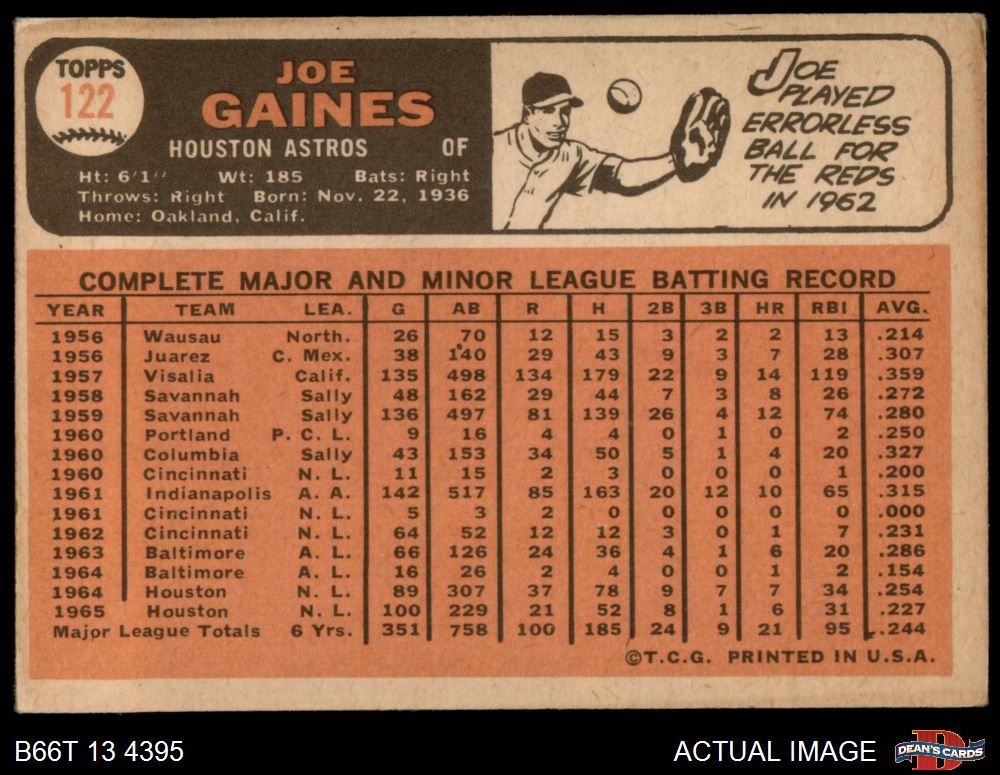 TOPPS
122
JOE
GAINES
HOUSTON ASTROS OF
Ht: 6'1" Wt: 185 Bats: Right
Throws: Right Born: Nov. 22, 1936
Home: Oakland, Calif.
JOE
PLAYED
ERRORLESS
BALL FOR
THE REDS
IN 1962
COMPLETE MAJOR AND MINOR LEAGUE BATTING RECORD
YEAR TEAM LEA. G AB R H 2B 3B HR RBI AVG.
1956 Wausau North. 26 70 12 15 3 2 2 13 .214
1956 Juarez C. Mex. 38 140 29 43 9 3 7 28 .307
1957 Visalia Calif. 135 498 134 179 22 9 14 119 .359
1958 Savannah Sally 48 162 29 44 7 3 8 26 .272
1959 Savannah Sally 136 497 81 139 26 4 12 74 .280
1960 Portland P. C. L. 9 16 4 4 0 1 0 2 .250
1960 Columbia Sally 43 153 34 50 5 1 4 20 .327
1960 Cincinnati N. L. 11 15 2 3 0 0 0 1 .200
1961 Indianapolis A. A. 142 517 85 163 20 12 10 65 .315
1961 Cincinnati N. L. 5 3 2 0 0 0 0 0 .000
1962 Cincinnati N. L. 64 52 12 12 3 0 1 7 .231
1963 Baltimore A. L. 66 126 24 36 4 1 6 20 .286
1964 Baltimore A. L. 16 26 2 4 0 0 1 2 .154
1964 Houston N. L. 89 307 37 78 9 7 7 34 .254
1965 Houston N. L. 100 229 21 52 8 1 6 31 .227
Major League Totals 6 Yrs. 351 758 100 185 24 9 21 95 .244
©T.C.G. PRINTED IN U.S.A.
B66T 13 4395
ACTUAL IMAGE
DEAN'S CARDS